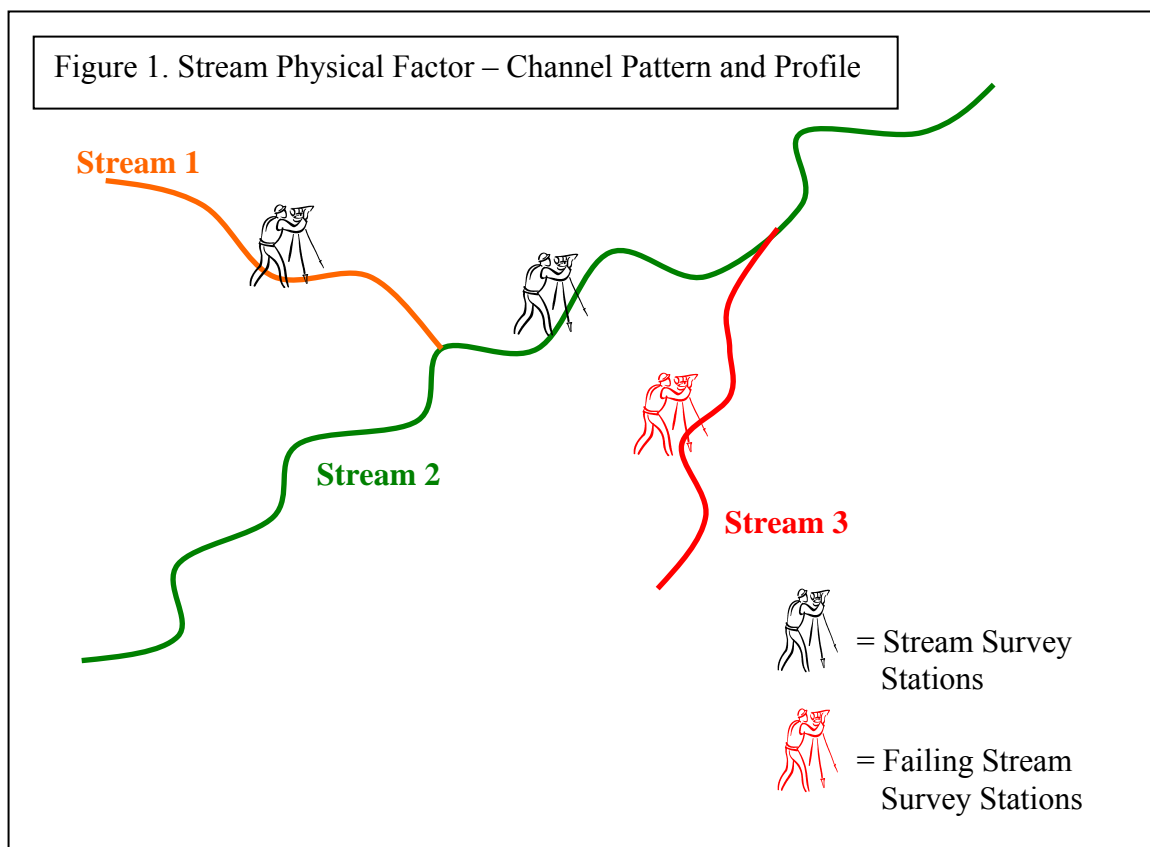 Figure 1. Stream Physical Factor – Channel Pattern and Profile
Stream 1
Stream 2
Stream 3
= Stream Survey
Stations
= Failing Stream
Survey Stations